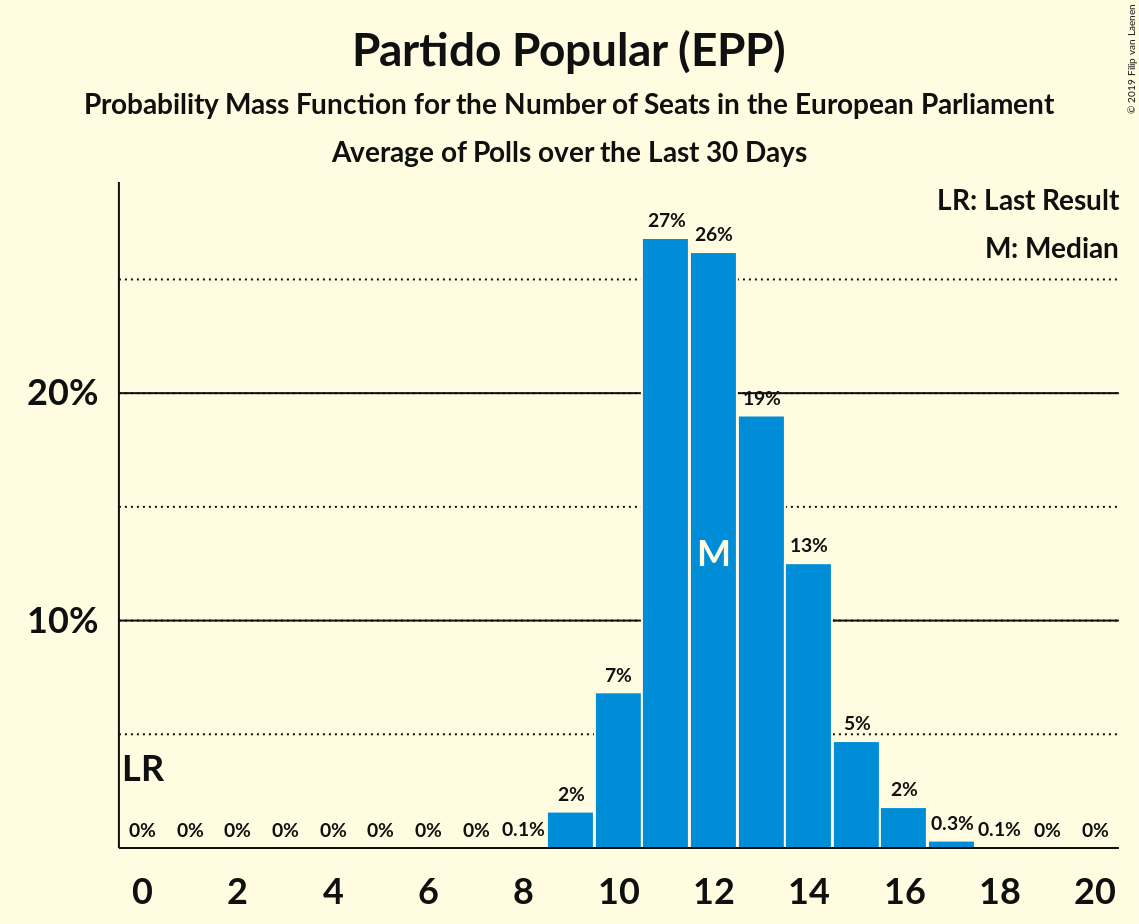 Partido Popular (EPP)
Probability Mass Function for the Number of Seats in the European Parliament
Average of Polls over the Last 30 Days
© 2019 Filip van Laenen
LR: Last Result
M: Median
27%
26%
20%
19%
M
13%
10%
7%
5%
LR
2%
2%
0% 0% 0% 0% 0% 0% 0% 0% 0.1% 0.3% 0.1% 0% 0%
0 2 4 6 8 10 12 14 16 18 20